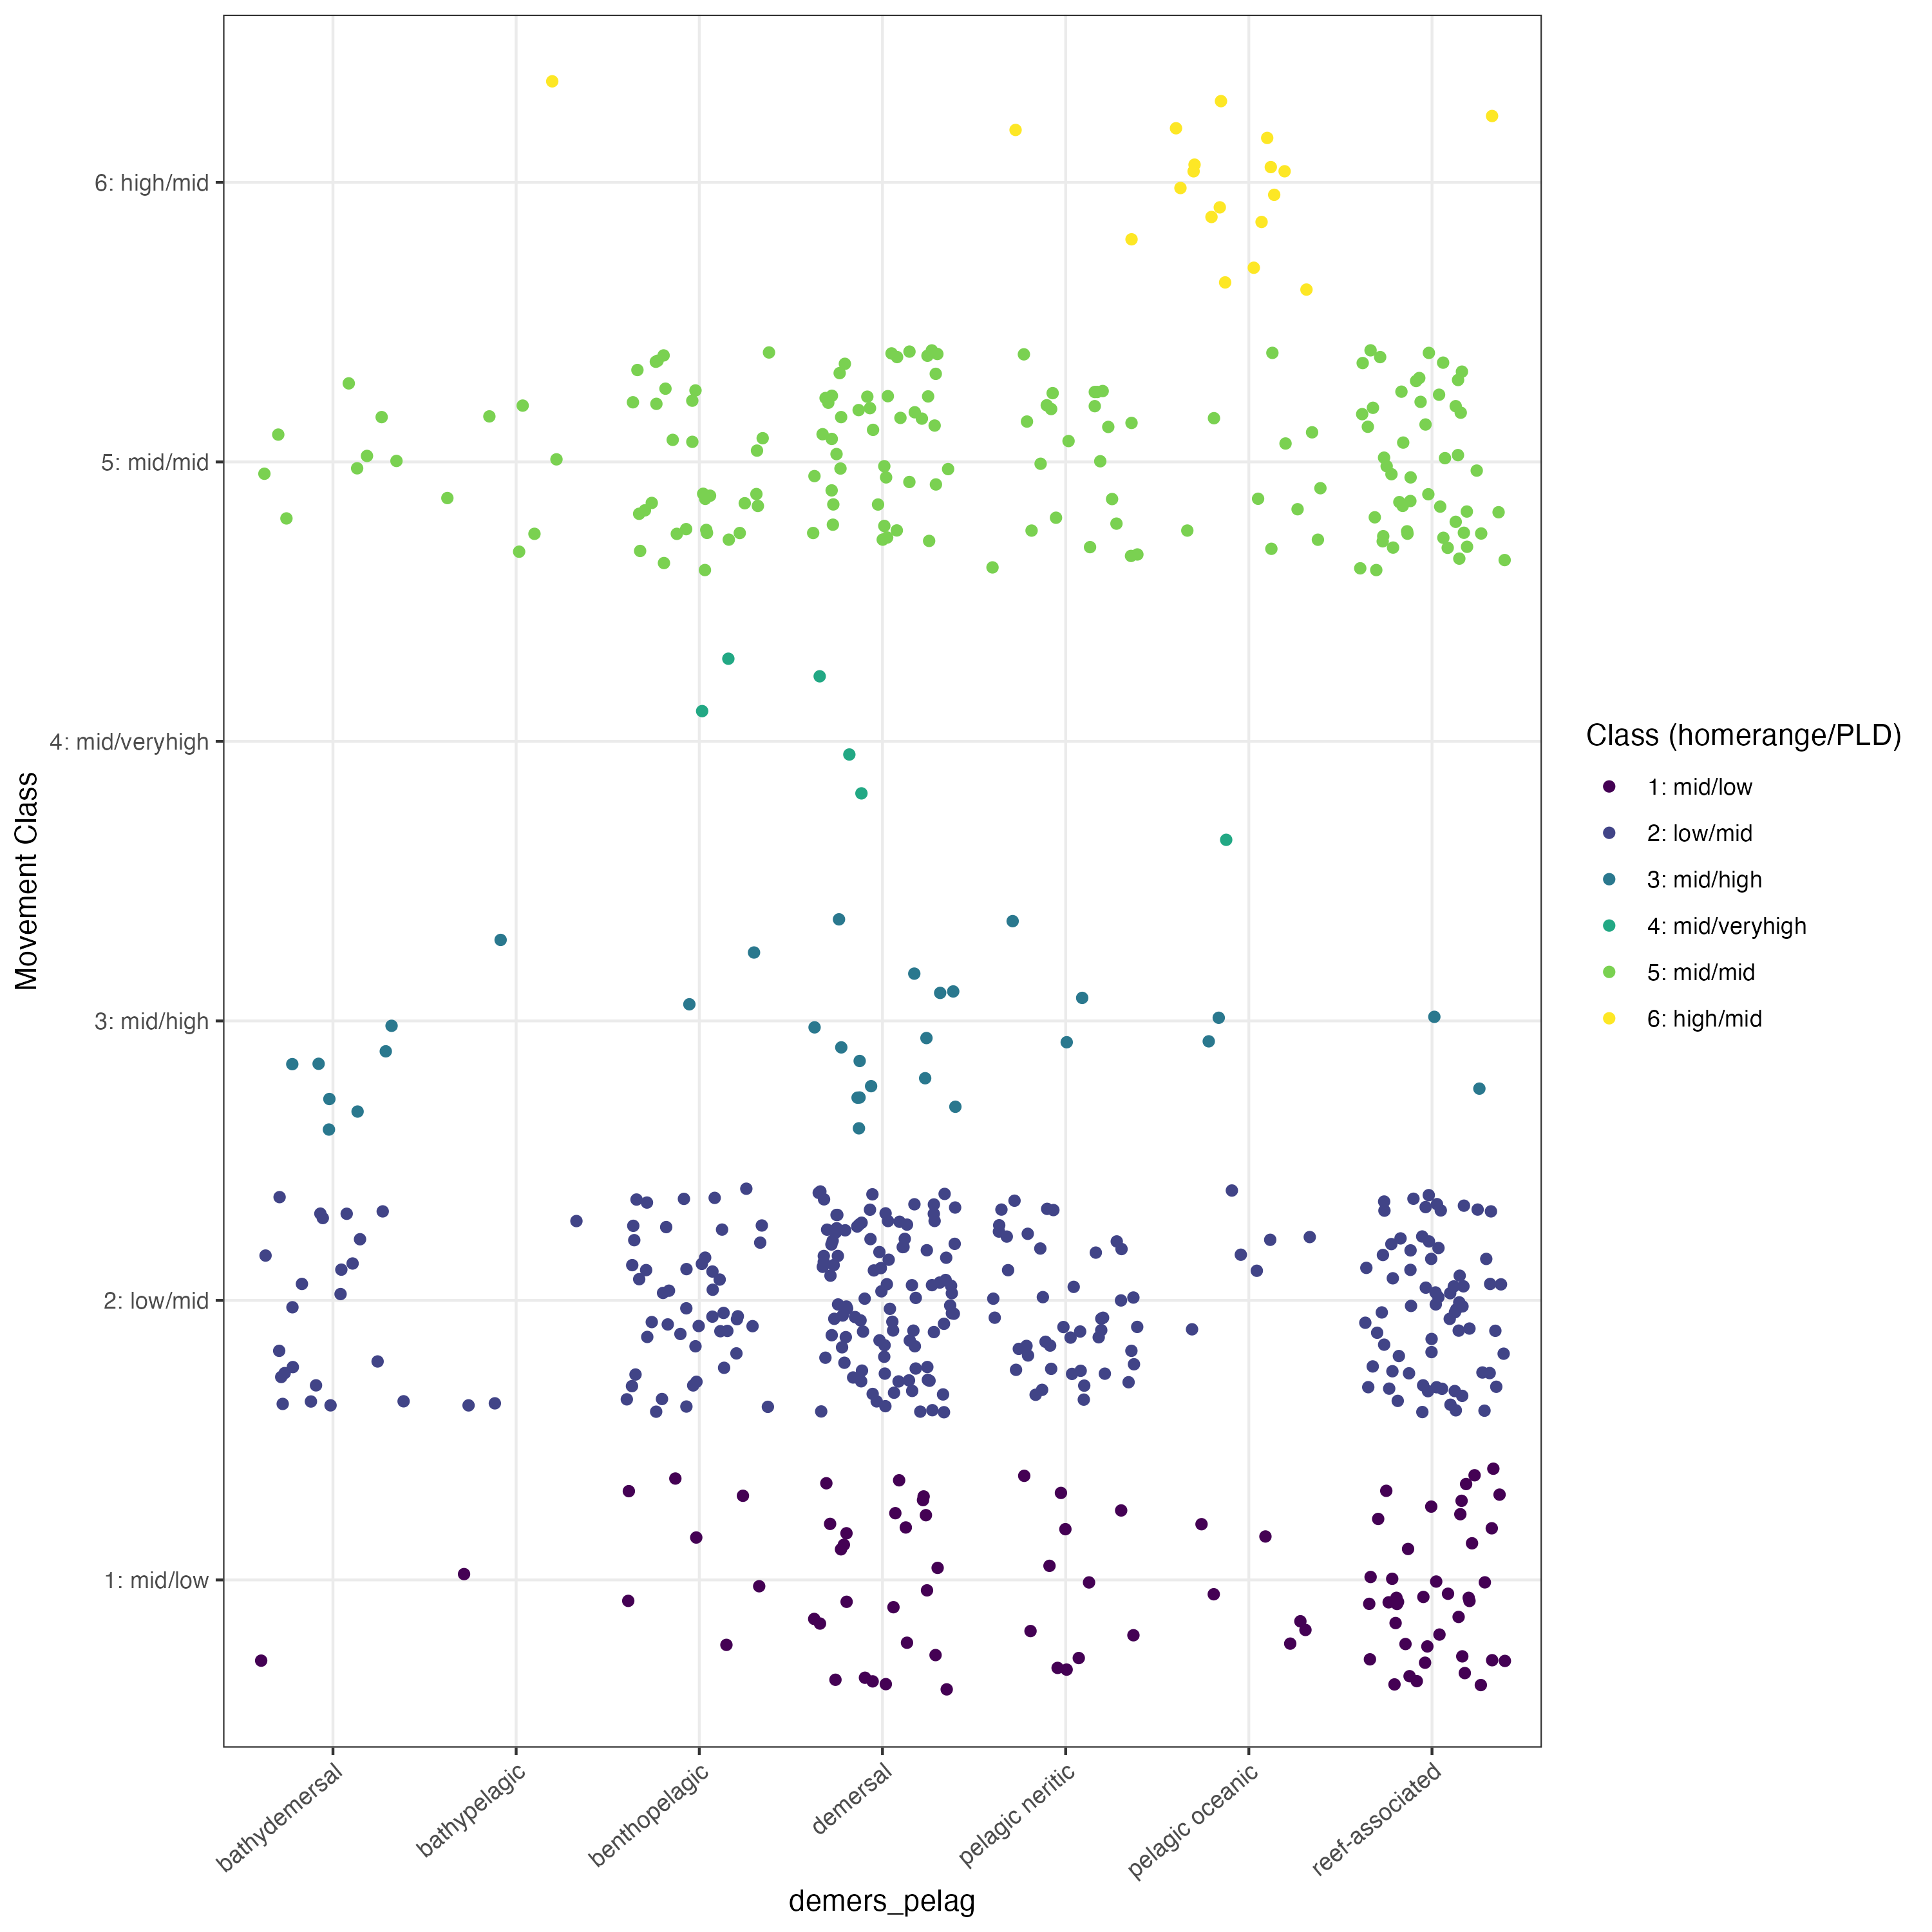 6: high/mid
5: mid/mid
4: mid/veryhigh
3: mid/high
2: low/mid
1: mid/low
Movement Class
bathydemersal
bathypelagic
benthopelagic
demersal
pelagic neritic
pelagic oceanic
reef-associated
demers_pelag
Class (homerange/PLD)
1: mid/low
2: low/mid
3: mid/high
4: mid/veryhigh
5: mid/mid
6: high/mid